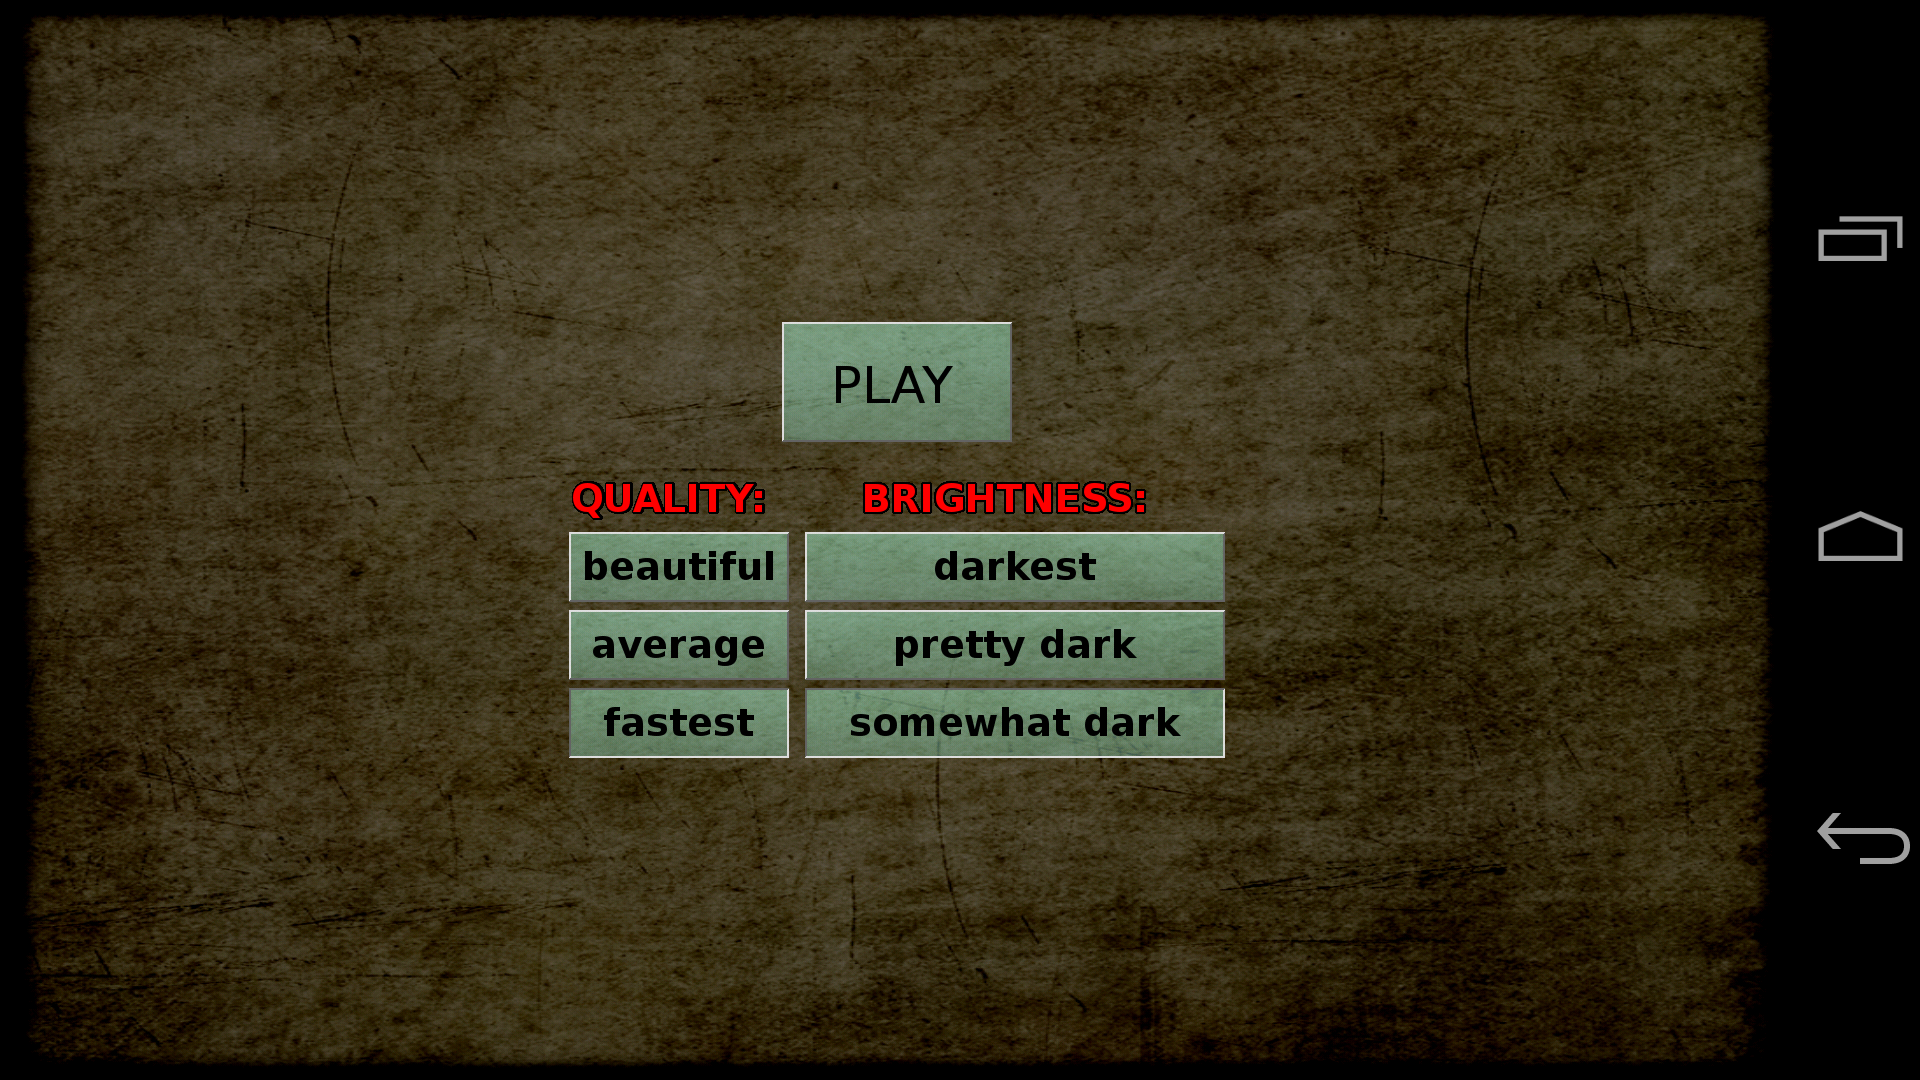 PLAY
QUALITY: BRIGHTNESS:
beautiful darkest
average pretty dark
fastest somewhat dark